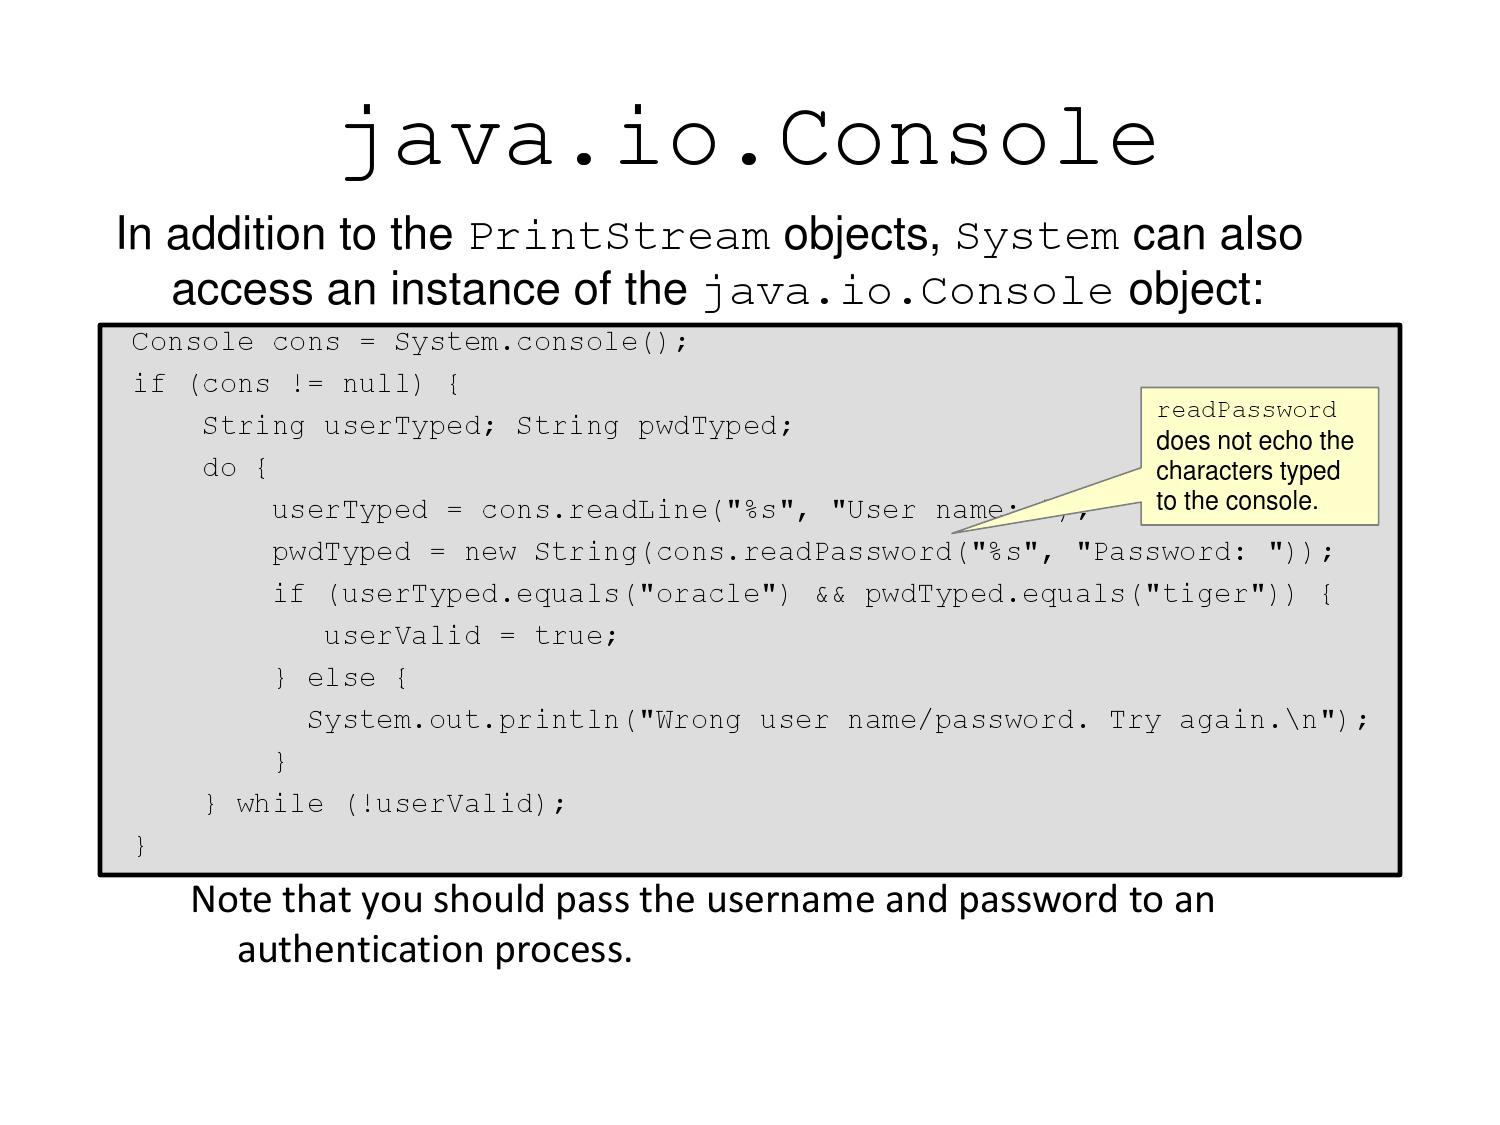 java.io.Console
In addition to the PrintStream objects, System can also
access an instance of the java.io.Console object:
Console cons = System.console();
if (cons != null) {
    String userTyped; String pwdTyped;
    do {
        userTyped = cons.readLine("%s", "User name: ");
        pwdTyped = new String(cons.readPassword("%s", "Password: "));
        if (userTyped.equals("oracle") && pwdTyped.equals("tiger")) {
           userValid = true;
        } else {
          System.out.println("Wrong user name/password. Try again.\n");
        }
    } while (!userValid);
}
readPassword
does not echo the
characters typed
to the console.
Note that you should pass the username and password to an
authentication process.